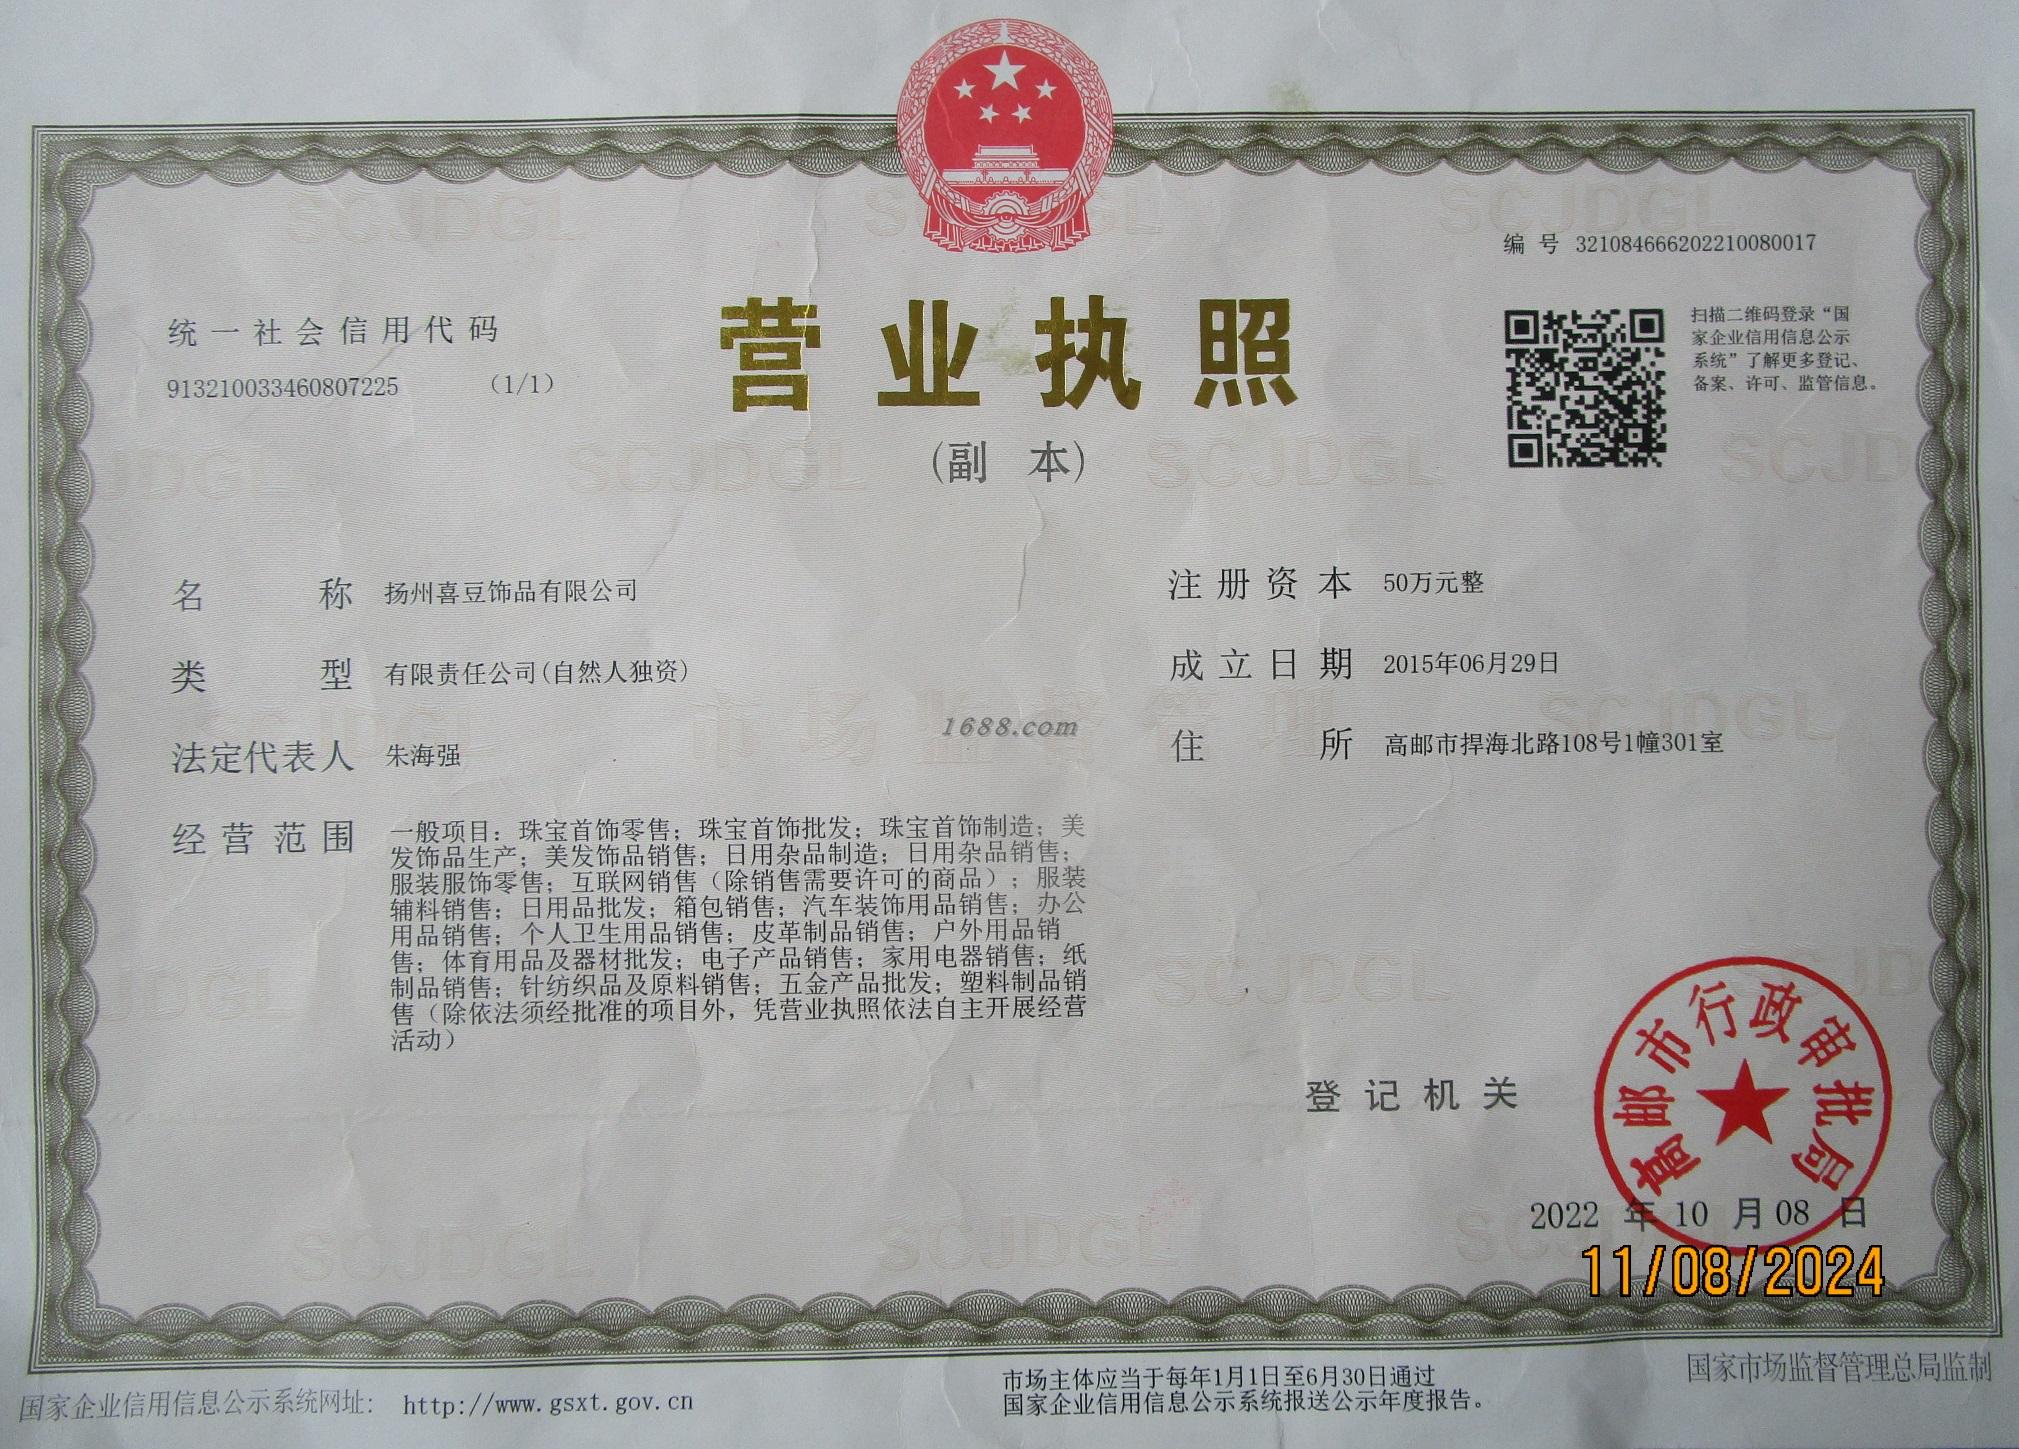 编 号 321084666202210080017
统一社会信用代码
913210033460807225 （1/1）
营业执照
(副 本)
扫描二维码登录“国
家企业信用信息公示
系统”了解更多登记、
备案、许可、监管信息。
名 称 扬州喜豆饰品有限公司
类 型 有限责任公司(自然人独资)
法定代表人 朱海强
经营范围 一般项目：珠宝首饰零售；珠宝首饰批发；珠宝首饰制造；美
发饰品生产；美发饰品销售；日用杂品制造；日用杂品销售；
服装服饰零售；互联网销售（除销售需要许可的商品）；服装
辅料销售；日用品批发；箱包销售；汽车装饰用品销售；办公
用品销售；个人卫生用品销售；皮革制品销售；户外用品销
售；体育用品及器材批发；电子产品销售；家用电器销售；纸
制品销售；针纺织品及原料销售；五金产品批发；塑料制品销
售（除依法须经批准的项目外，凭营业执照依法自主开展经营
活动）
注册资本 50万元整
成立日期 2015年06月29日
住 所 高邮市捍海北路108号1幢301室
1688.com
登记机关
高邮市行政审批局
2022 年 10 月 08 日
11/08/2024
国家企业信用信息公示系统网址: http://www.gsxt.gov.cn
市场主体应当于每年1月1日至6月30日通过
国家企业信用信息公示系统报送公示年度报告。
国家市场监督管理总局监制
SCJDGL
市场监督管理